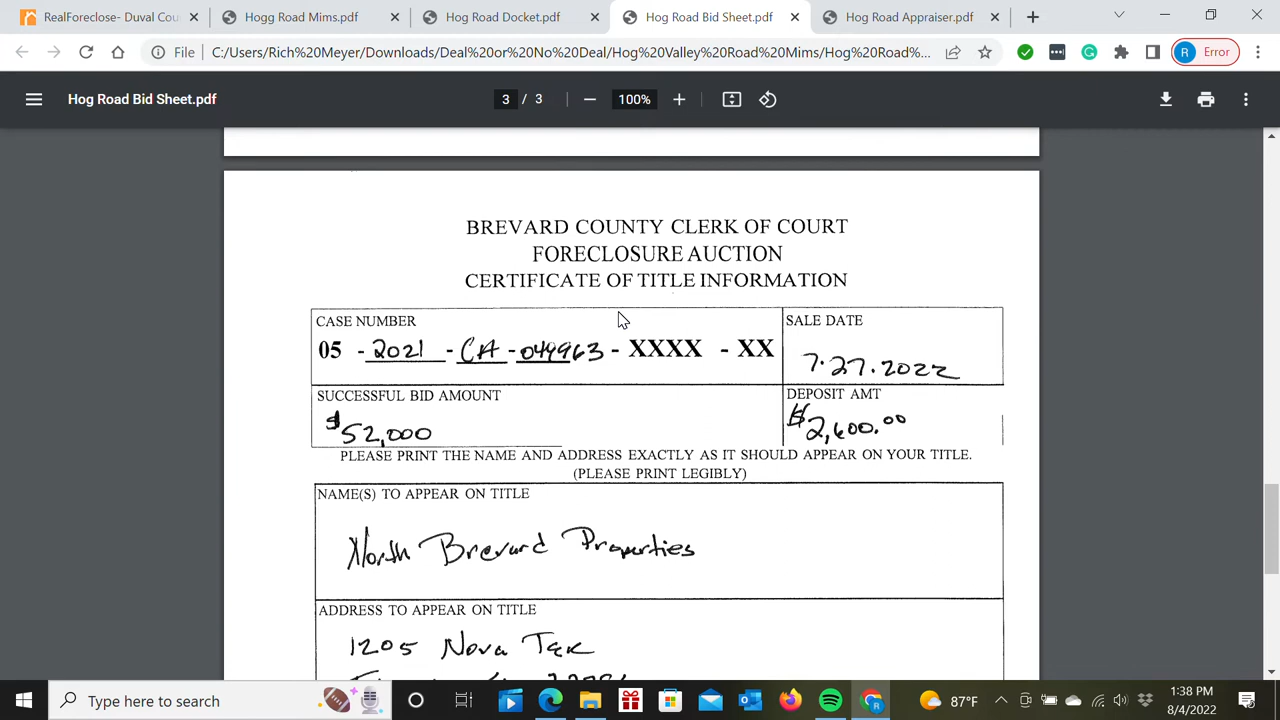 RealForeclose- Duval Cou
Hogg Road Mims.pdf
Hog Road Docket.pdf
Hog Road Bid Sheet.pdf
Hog Road Appraiser.pdf
File
C:/Users/Rich%20Meyer/Downloads/Deal%20or%20No%20Deal/Hog%20Valley%20Road%20Mims/Hog%20Road%...
R Error
Hog Road Bid Sheet.pdf
3 / 3
100%
BREVARD COUNTY CLERK OF COURT
FORECLOSURE AUCTION
CERTIFICATE OF TITLE INFORMATION
CASE NUMBER
05 - 2021 - CA - 044963 - XXXX - XX
SALE DATE
7.27.2022
SUCCESSFUL BID AMOUNT
$52,000
DEPOSIT AMT
$2,600.00
PLEASE PRINT THE NAME AND ADDRESS EXACTLY AS IT SHOULD APPEAR ON YOUR TITLE.
(PLEASE PRINT LEGIBLY)
NAME(S) TO APPEAR ON TITLE
North Brevard Properties
ADDRESS TO APPEAR ON TITLE
1205 Nova
Type here to search
87°F
1:38 PM
8/4/2022